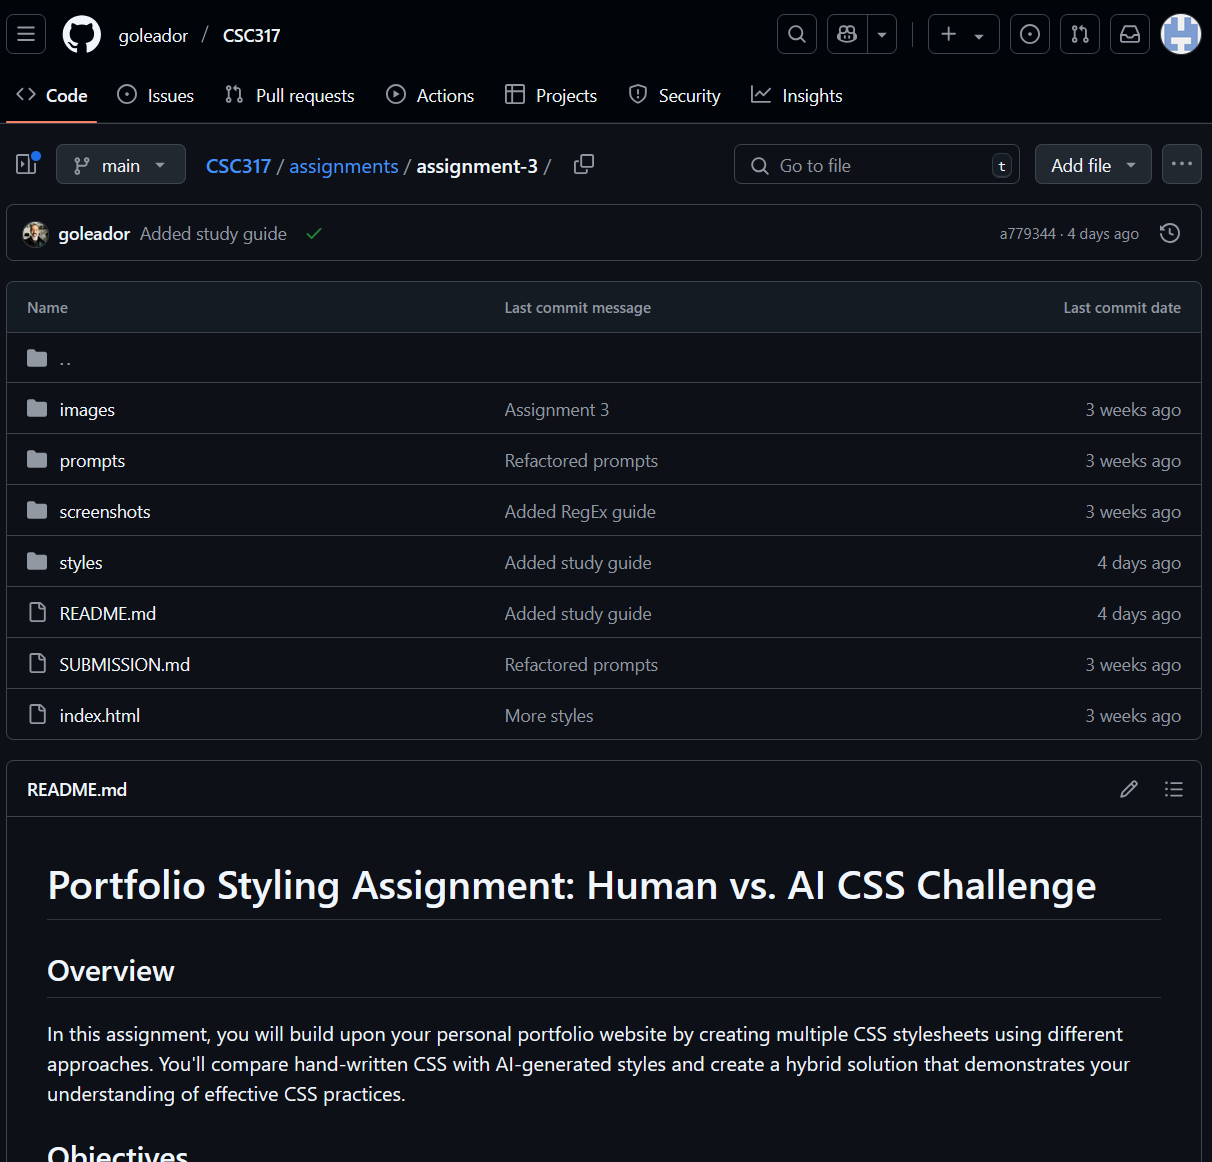 goleador / CSC317
Code Issues Pull requests Actions Projects Security Insights
main CSC317 / assignments / assignment-3 / Go to file t Add file ...
goleador Added study guide a779344 · 4 days ago
Name Last commit message Last commit date
..
images Assignment 3 3 weeks ago
prompts Refactored prompts 3 weeks ago
screenshots Added RegEx guide 3 weeks ago
styles Added study guide 4 days ago
README.md Added study guide 4 days ago
SUBMISSION.md Refactored prompts 3 weeks ago
index.html More styles 3 weeks ago
README.md
Portfolio Styling Assignment: Human vs. AI CSS Challenge
Overview
In this assignment, you will build upon your personal portfolio website by creating multiple CSS stylesheets using different
approaches. You'll compare hand-written CSS with AI-generated styles and create a hybrid solution that demonstrates your
understanding of effective CSS practices.
Objectives